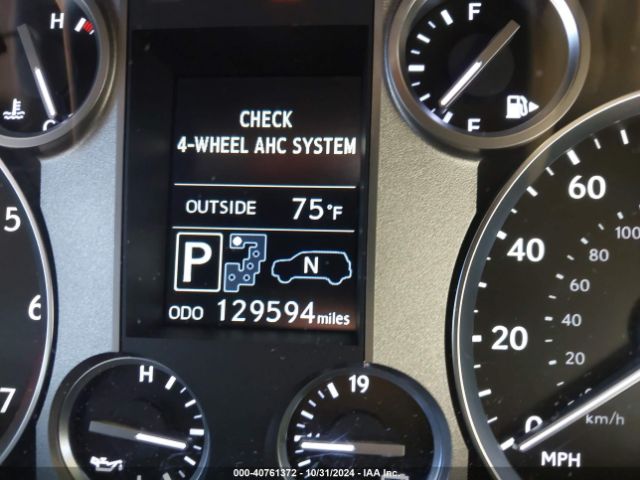 H
C
F
E
CHECK
4-WHEEL AHC SYSTEM
OUTSIDE 75°F
P
N
ODO 129594 miles
5
6
7
H
19
60
40
20
0
100
80
60
40
20
km/h
MPH
000-40761372 - 10/31/2024 - IAA Inc.